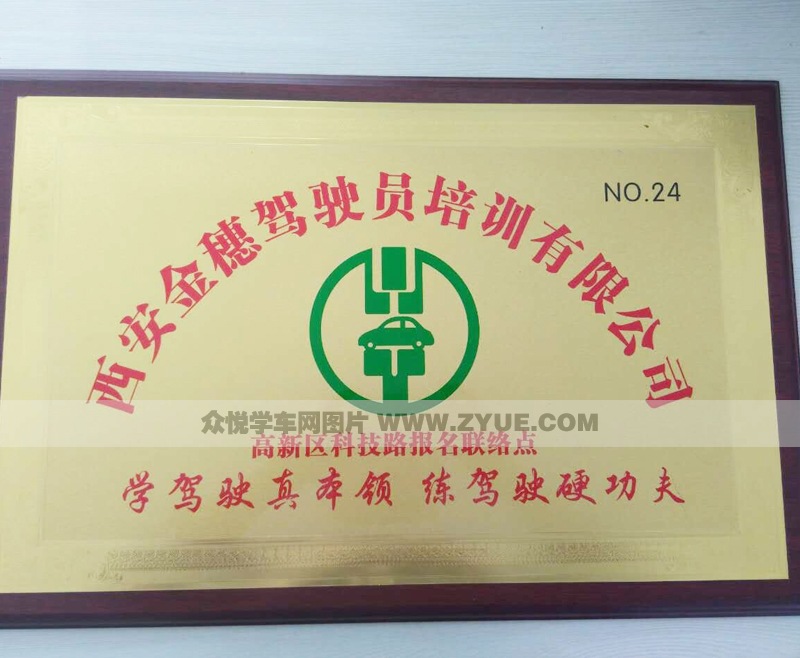 NO.24
西安金穗驾驶员培训有限公司
众悦学车网图片 WWW.ZYUE.COM
高新区科技路报名联络点
学驾驶真本领 练驾驶硬功夫